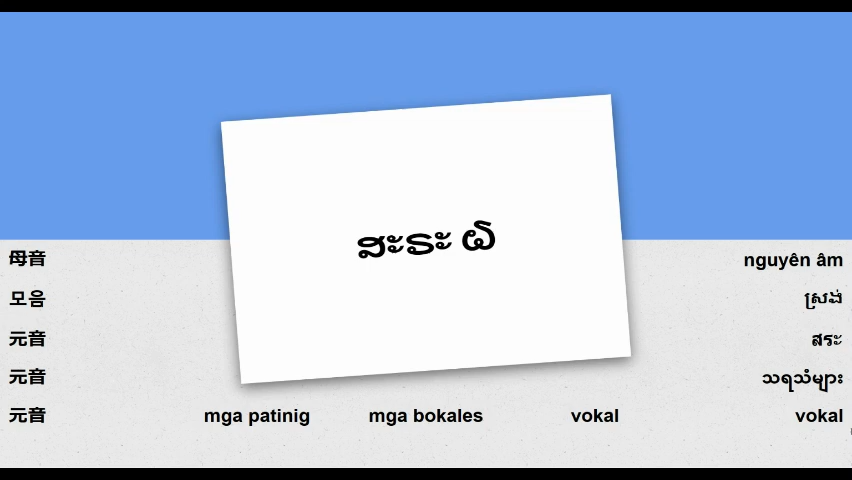 ສະຣະ
母音
nguyên âm
모음
ស្រង់
元音
สระ
元音
သရသံများ
元音 mga patinig mga bokales vokal vokal